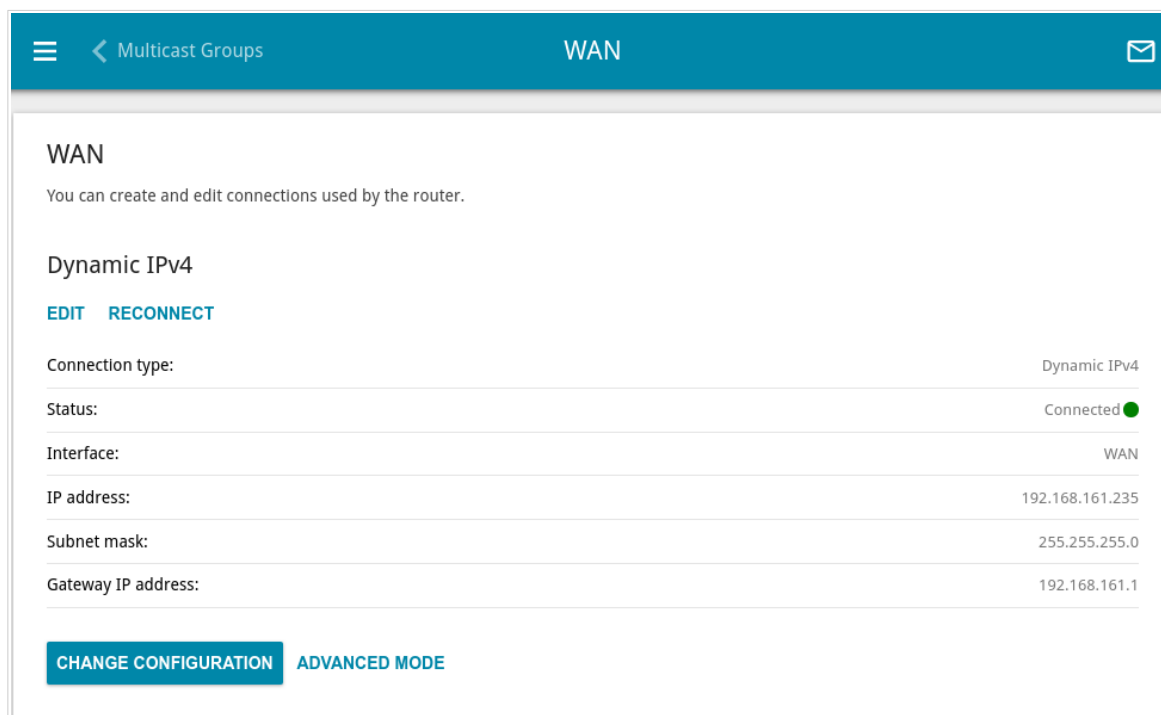 Multicast Groups
WAN
WAN
You can create and edit connections used by the router.
Dynamic IPv4
EDIT RECONNECT
Connection type: Dynamic IPv4
Status: Connected
Interface: WAN
IP address: 192.168.161.235
Subnet mask: 255.255.255.0
Gateway IP address: 192.168.161.1
CHANGE CONFIGURATION ADVANCED MODE